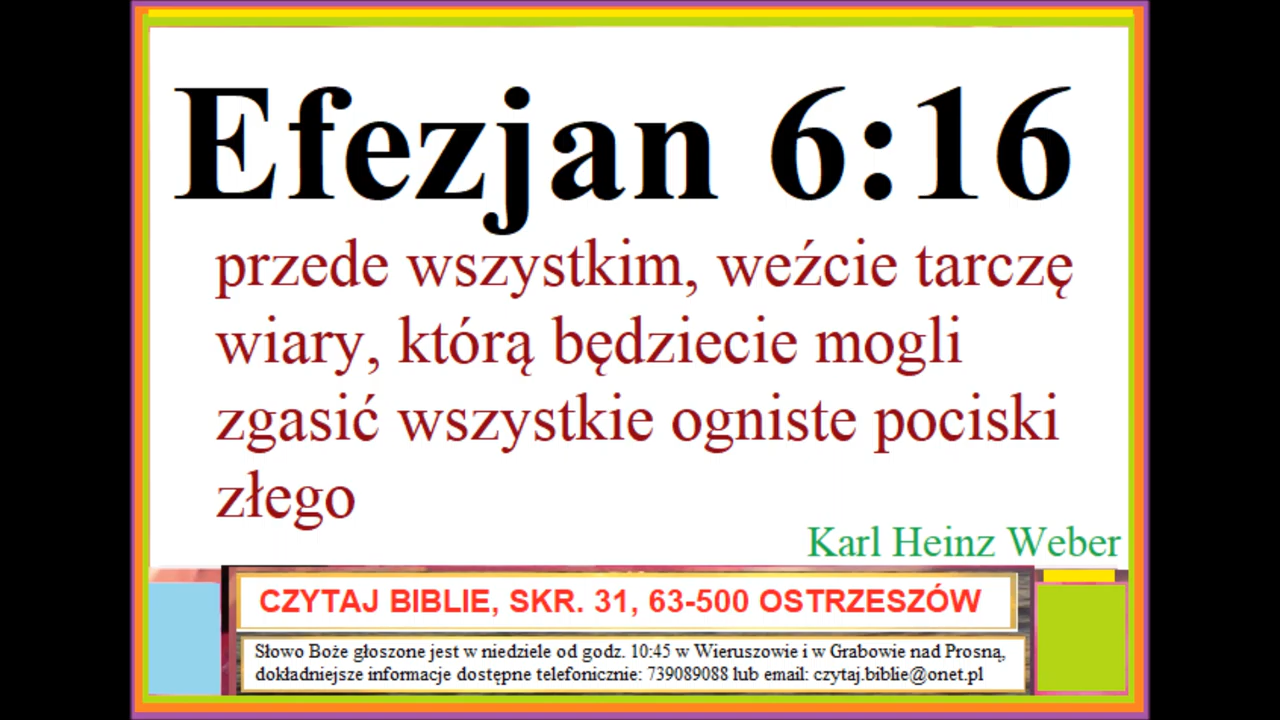 Efezjan 6:16
przede wszystkim, weźcie tarczę
wiary, którą będziecie mogli
zgasić wszystkie ogniste pociski
złego
Karl Heinz Weber
CZYTAJ BIBLIE, SKR. 31, 63-500 OSTRZESZÓW
Słowo Boże głoszone jest w niedziele od godz. 10:45 w Wieruszowie i w Grabowie nad Prosną,
dokładniejsze informacje dostępne telefonicznie: 739089088 lub email: czytaj.biblie@onet.pl